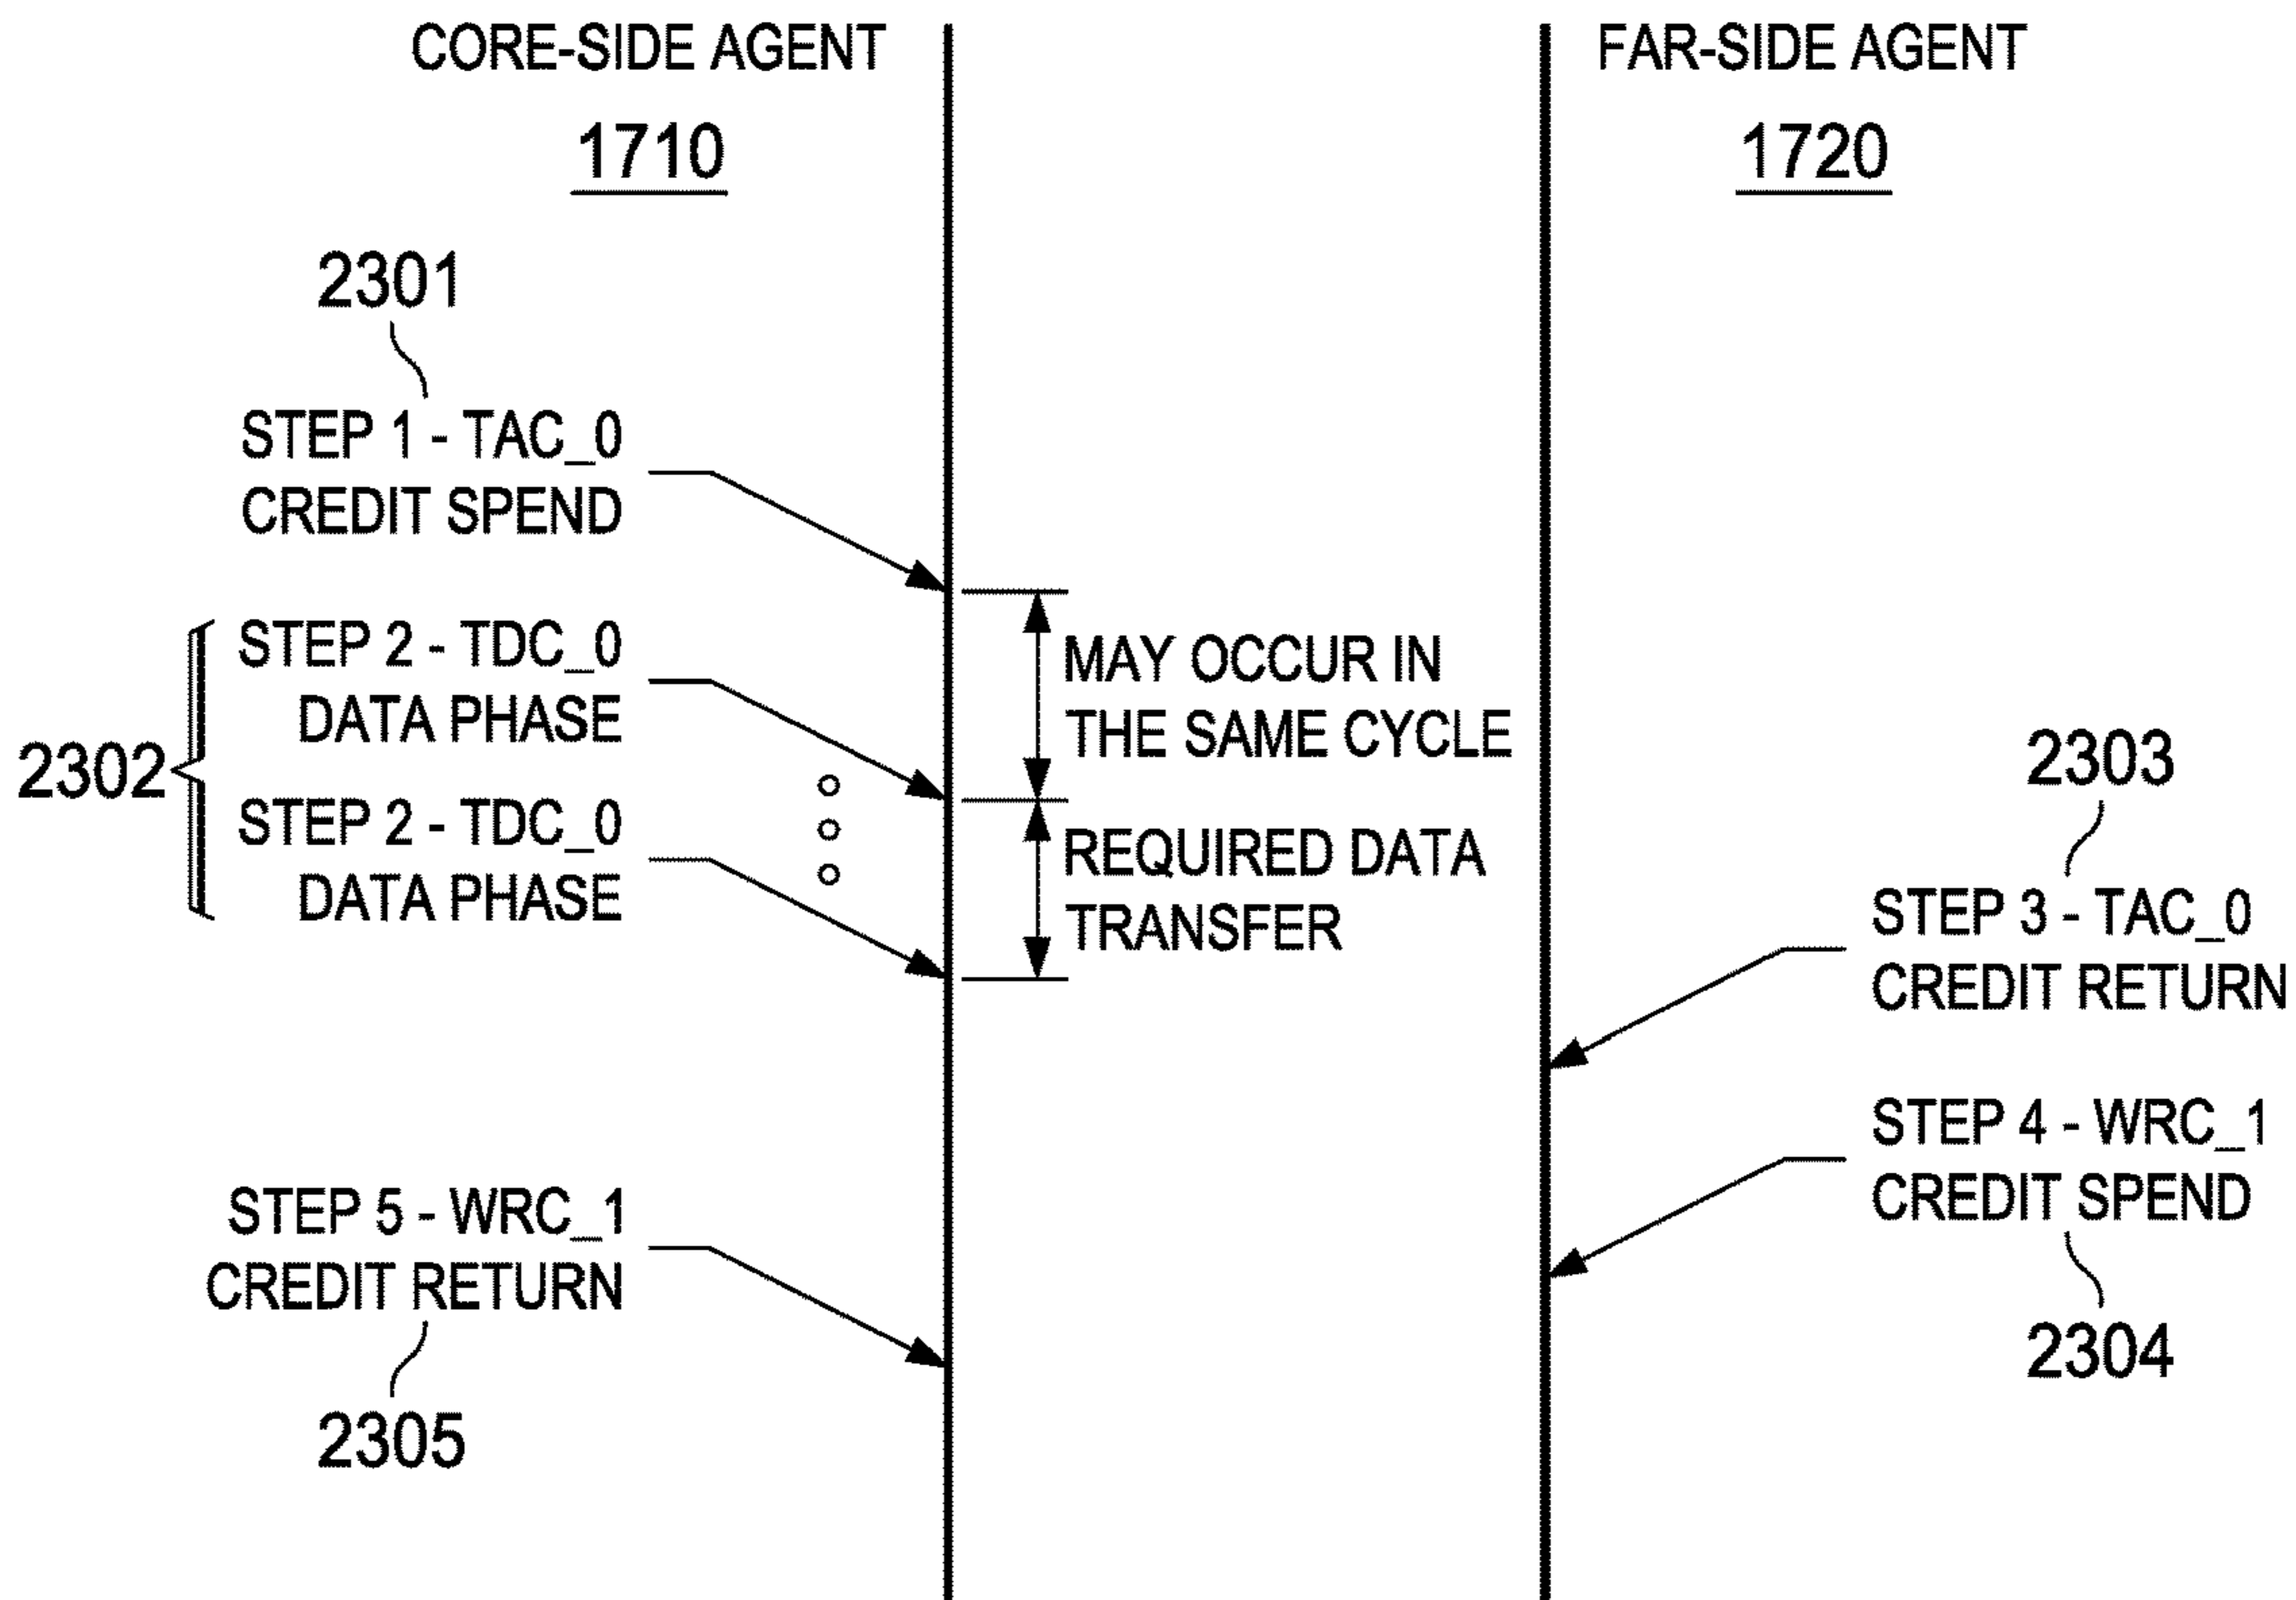 CORE-SIDE AGENT
1710
FAR-SIDE AGENT
1720
2301
STEP 1 - TAC_0
CREDIT SPEND
2302
STEP 2 - TDC_0
DATA PHASE
STEP 2 - TDC_0
DATA PHASE
MAY OCCUR IN
THE SAME CYCLE
REQUIRED DATA
TRANSFER
2303
STEP 3 - TAC_0
CREDIT RETURN
STEP 4 - WRC_1
CREDIT SPEND
2304
STEP 5 - WRC_1
CREDIT RETURN
2305